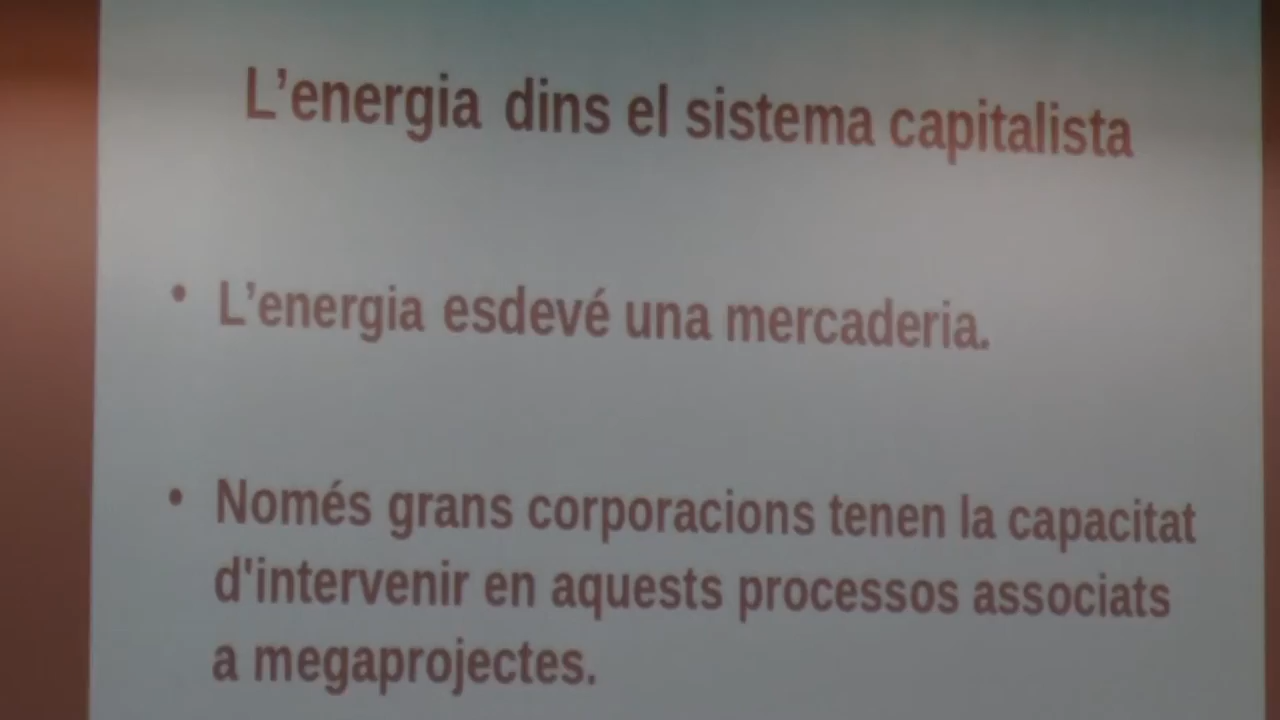 L’energia dins el sistema capitalista
• L’energia esdevé una mercaderia.
• Només grans corporacions tenen la capacitat
d'intervenir en aquests processos associats
a megaprojectes.